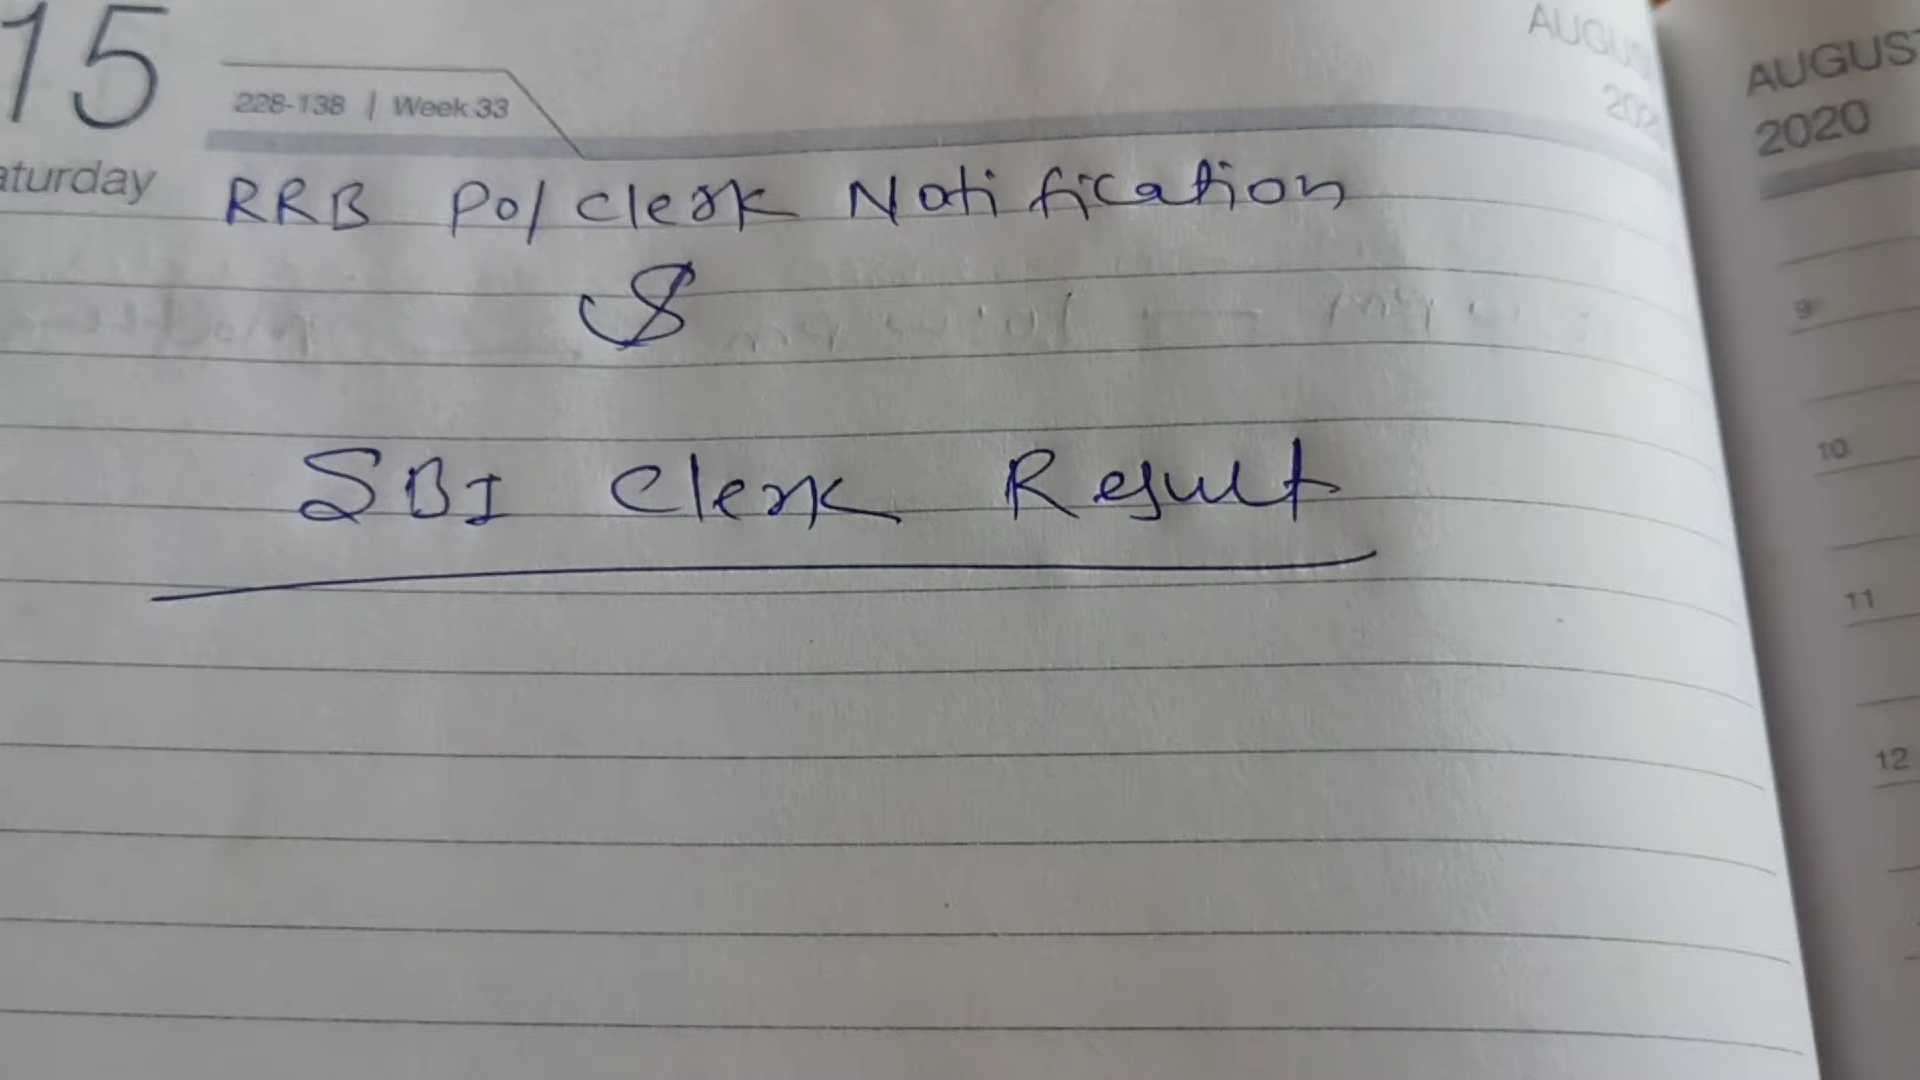 15
228-138 | Week 33
AUGUST
2020
aturday
RRB PO/Clerk Notification
&
SBI Clerk Result
9
10
11
12